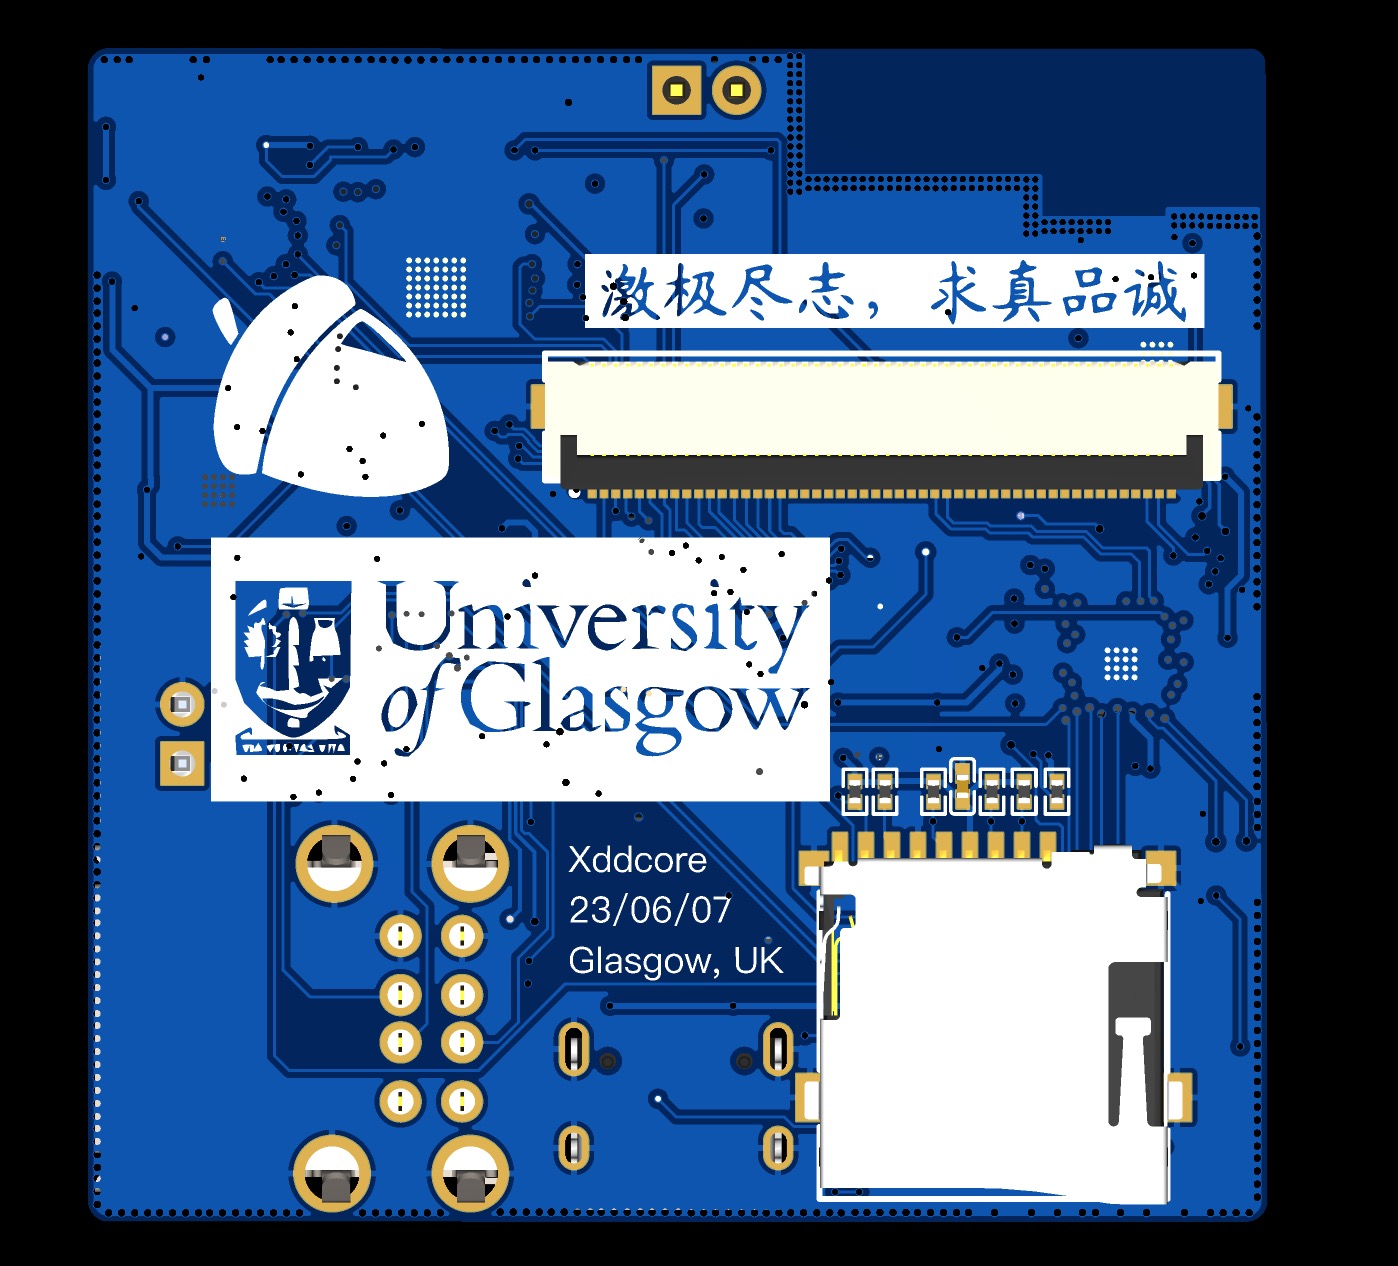 激极尽志，求真品诚
University
of Glasgow
Xddcore
23/06/07
Glasgow, UK